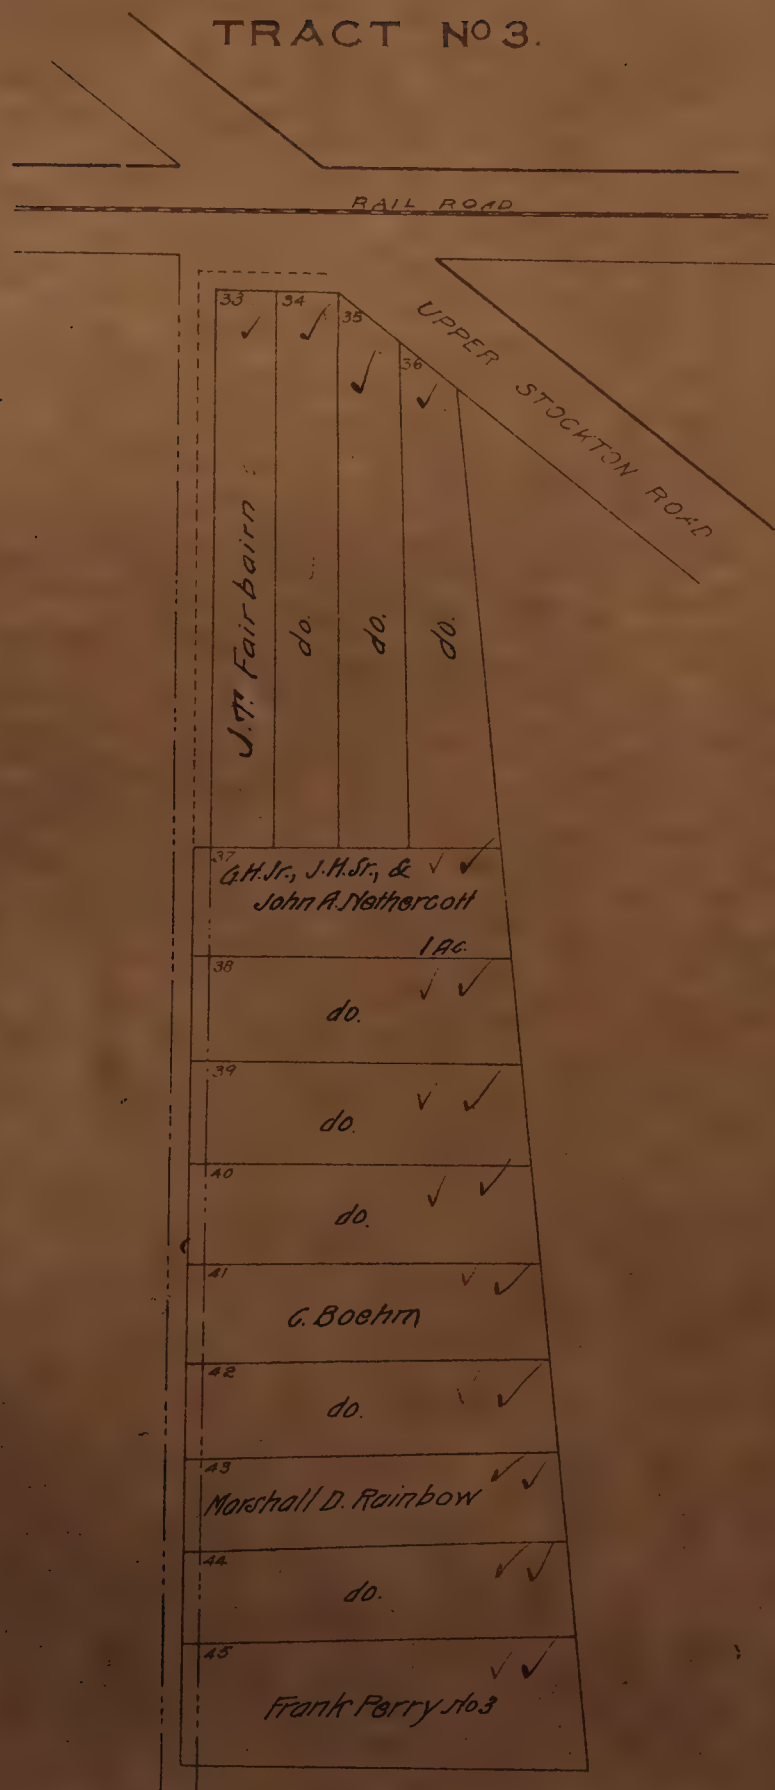 TRACT NO 3.
RAIL ROAD
UPPER STOCKTON ROAD
33
34
35
36
J.T. Fairbairn
do.
do.
do.
37
G.H.Jr., J.H.Sr., &
John A. Nethercott
1 Ac.
38
do.
39
do.
40
do.
41
C. Boehm
42
do.
43
Marshall D. Rainbow
44
do.
45
Frank Perry No3